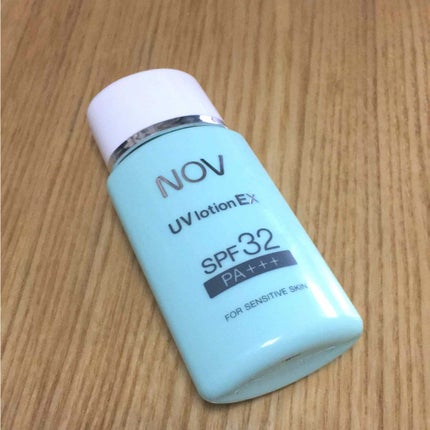 NOV
UV lotion EX
SPF32
PA+++
FOR SENSITIVE SKIN